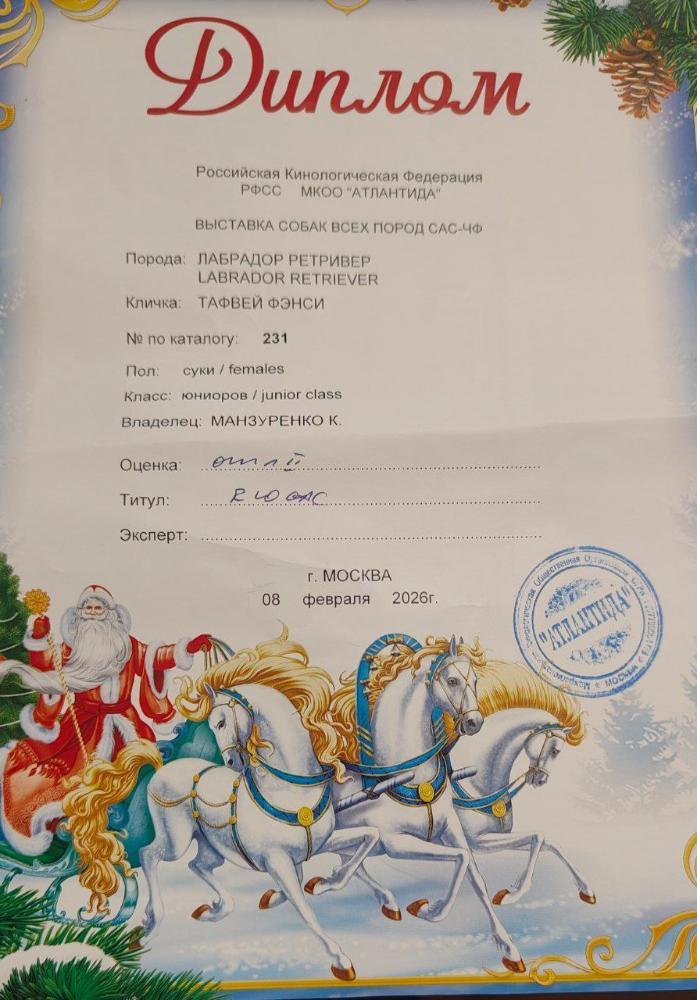 Диплом
Российская Кинологическая Федерация
РФСС МКОО "АТЛАНТИДА"
ВЫСТАВКА СОБАК ВСЕХ ПОРОД САС-ЧФ
Порода: ЛАБРАДОР РЕТРИВЕР
LABRADOR RETRIEVER
Кличка: ТАФВЕЙ ФЭНСИ
№ по каталогу: 231
Пол: суки / females
Класс: юниоров / junior class
Владелец: МАНЗУРЕНКО К.
Оценка:
Титул:
Эксперт:
г. МОСКВА
08 февраля 2026г.
"АТЛАНТИДА"